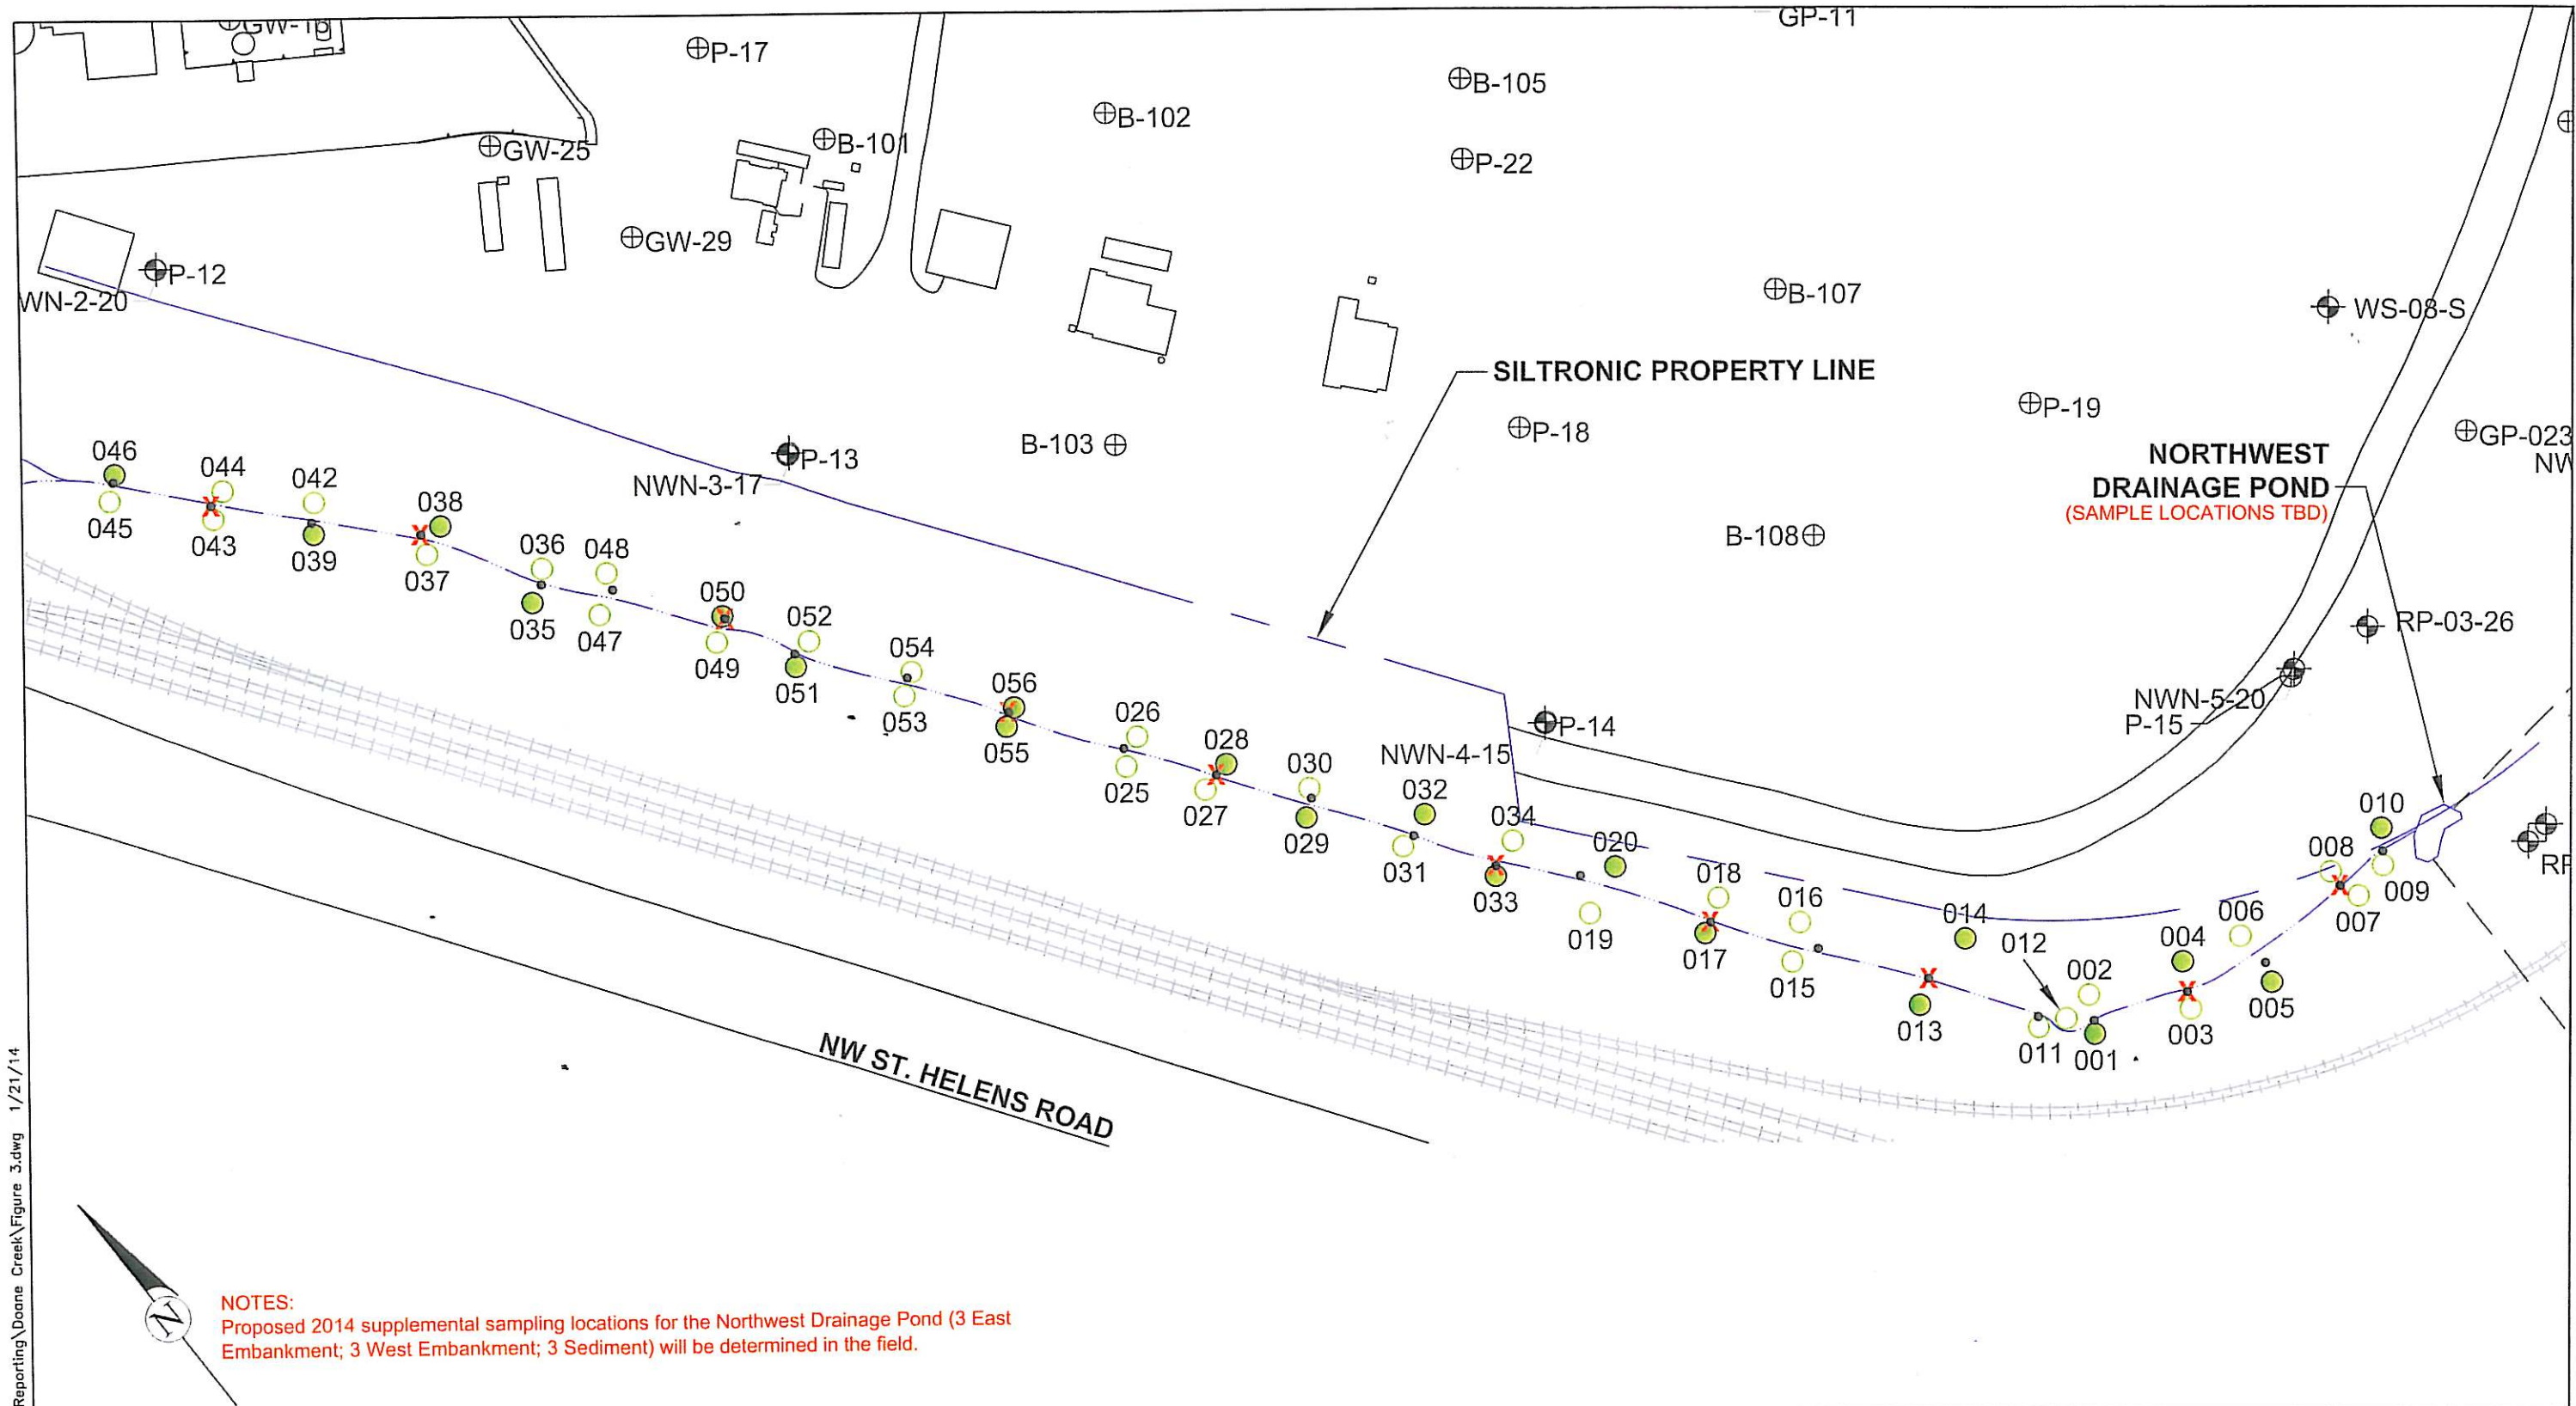 GW-15
P-17
GP-11
B-105
B-102
B-101
GW-25
P-22
GW-29
P-12
WN-2-20
B-107
WS-08-S
SILTRONIC PROPERTY LINE
P-19
P-18
B-103
P-13
NWN-3-17
GP-023
NW
NORTHWEST
DRAINAGE POND
(SAMPLE LOCATIONS TBD)
B-108
046
044
042
038
045
043
039
037
036
048
035
047
050
052
049
051
054
056
053
055
026
028
025
027
030
032
029
031
034
033
RP-03-26
NWN-5-20
P-15
P-14
NWN-4-15
020
018
016
019
017
015
014
012
013
002
011
001
004
006
003
005
008
010
009
007
RP
NW ST. HELENS ROAD
N
NOTES:
Proposed 2014 supplemental sampling locations for the Northwest Drainage Pond (3 East
Embankment; 3 West Embankment; 3 Sediment) will be determined in the field.
Reporting\Doane Creek\Figure 3.dwg 1/21/14